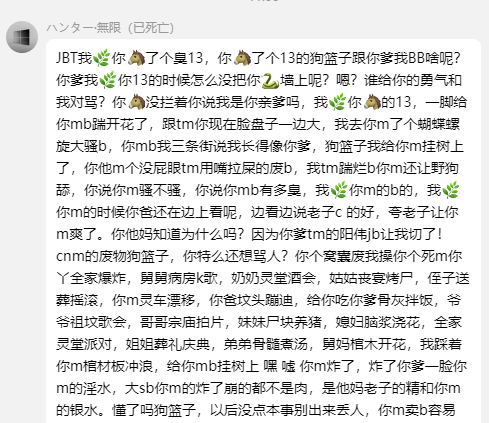 ハンター·無限（已死亡）
JBT我🌿你🐴了个臭13，你🐴了个13的狗篮子跟你爹我BB啥呢？
你爹我🌿你13的时候怎么没把你🐍墙上呢？嗯？谁给你的勇气和
我对骂？你🐴没拦着你说我是你亲爹吗，我🌿你🐴的13，一脚给
你mb踹开花了，跟tm你现在脸盘子一边大，我去你m了个蝴蝶螺
旋大骚b，你mb我三条街说我长得像你爹，狗篮子我给你m挂树上
了，你他m个没屁眼tm用嘴拉屎的废b，我tm踹烂b你m还让野狗
舔，你说你m骚不骚，你说你mb有多臭，我🌿你m的b的，我🌿
你m的时候你爸还在边上看呢，边看边说老子c 的好，夸老子让你
m爽了。你他妈知道为什么吗？因为你爹tm的阳伟jb让我切了！
cnm的废物狗篮子，你特么还想骂人？你个窝囊废我操你个死m你
丫全家爆炸，舅舅病房k歌，奶奶灵堂酒会，姑姑丧宴烤尸，侄子送
葬摇滚，你m灵车漂移，你爸坟头蹦迪，给你吃你爹骨灰拌饭，爷
爷祖坟歌会，哥哥宗庙拍片，妹妹尸块养猪，媳妇脑浆浇花，全家
灵堂派对，姐姐葬礼庆典，弟弟骨髓煮汤，舅妈棺木开花，我踩着
你m棺材板冲浪，给你mb挂树上 嘿 嘘 你m炸了，炸了你爹一脸你
m的淫水，大sb你m的炸了崩的都不是肉，是他妈老子的精和你m
的银水。懂了吗狗篮子，以后没点本事别出来丢人，你m卖b容易